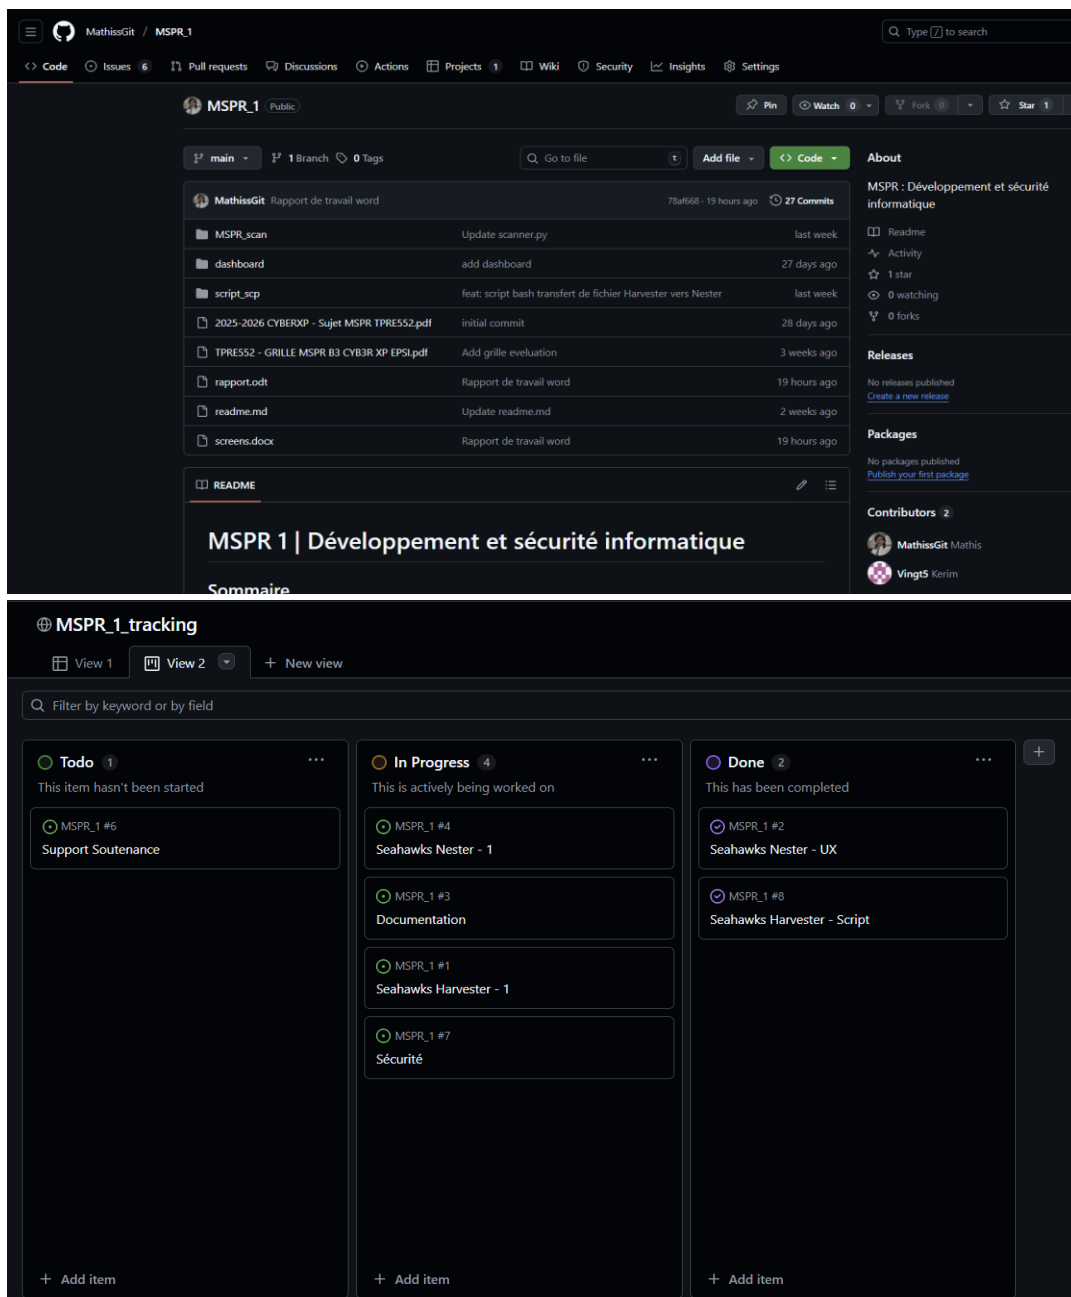 MathissGit / MSPR_1
Type / to search
Code Issues 6 Pull requests Discussions Actions Projects 1 Wiki Security Insights Settings
MSPR_1 Public
Pin Watch 0 Fork 0 Star 1
main 1 Branch 0 Tags
Go to file t Add file Code
MathissGit Rapport de travail word 78af668 · 19 hours ago 27 Commits
MSPR_scan Update scanner.py last week
dashboard add dashboard 27 days ago
script_scp feat: script bash transfert de fichier Harvester vers Nester last week
2025-2026 CYBERXP - Sujet MSPR TPRE552.pdf initial commit 28 days ago
TPRE552 - GRILLE MSPR B3 CYB3R XP EPSI.pdf Add grille eveluation 3 weeks ago
rapport.odt Rapport de travail word 19 hours ago
readme.md Update readme.md 2 weeks ago
screens.docx Rapport de travail word 19 hours ago
README
MSPR 1 | Développement et sécurité informatique
Sommaire
About
MSPR : Développement et sécurité
informatique
Readme
Activity
1 star
0 watching
0 forks
Releases
No releases published
Create a new release
Packages
No packages published
Publish your first package
Contributors 2
MathissGit Mathis
Vingt5 Kerim
MSPR_1_tracking
View 1 View 2 New view
Filter by keyword or by field
Todo 1
This item hasn't been started
MSPR_1 #6
Support Soutenance
Add item
In Progress 4
This is actively being worked on
MSPR_1 #4
Seahawks Nester - 1
MSPR_1 #3
Documentation
MSPR_1 #1
Seahawks Harvester - 1
MSPR_1 #7
Sécurité
Add item
Done 2
This has been completed
MSPR_1 #2
Seahawks Nester - UX
MSPR_1 #8
Seahawks Harvester - Script
Add item